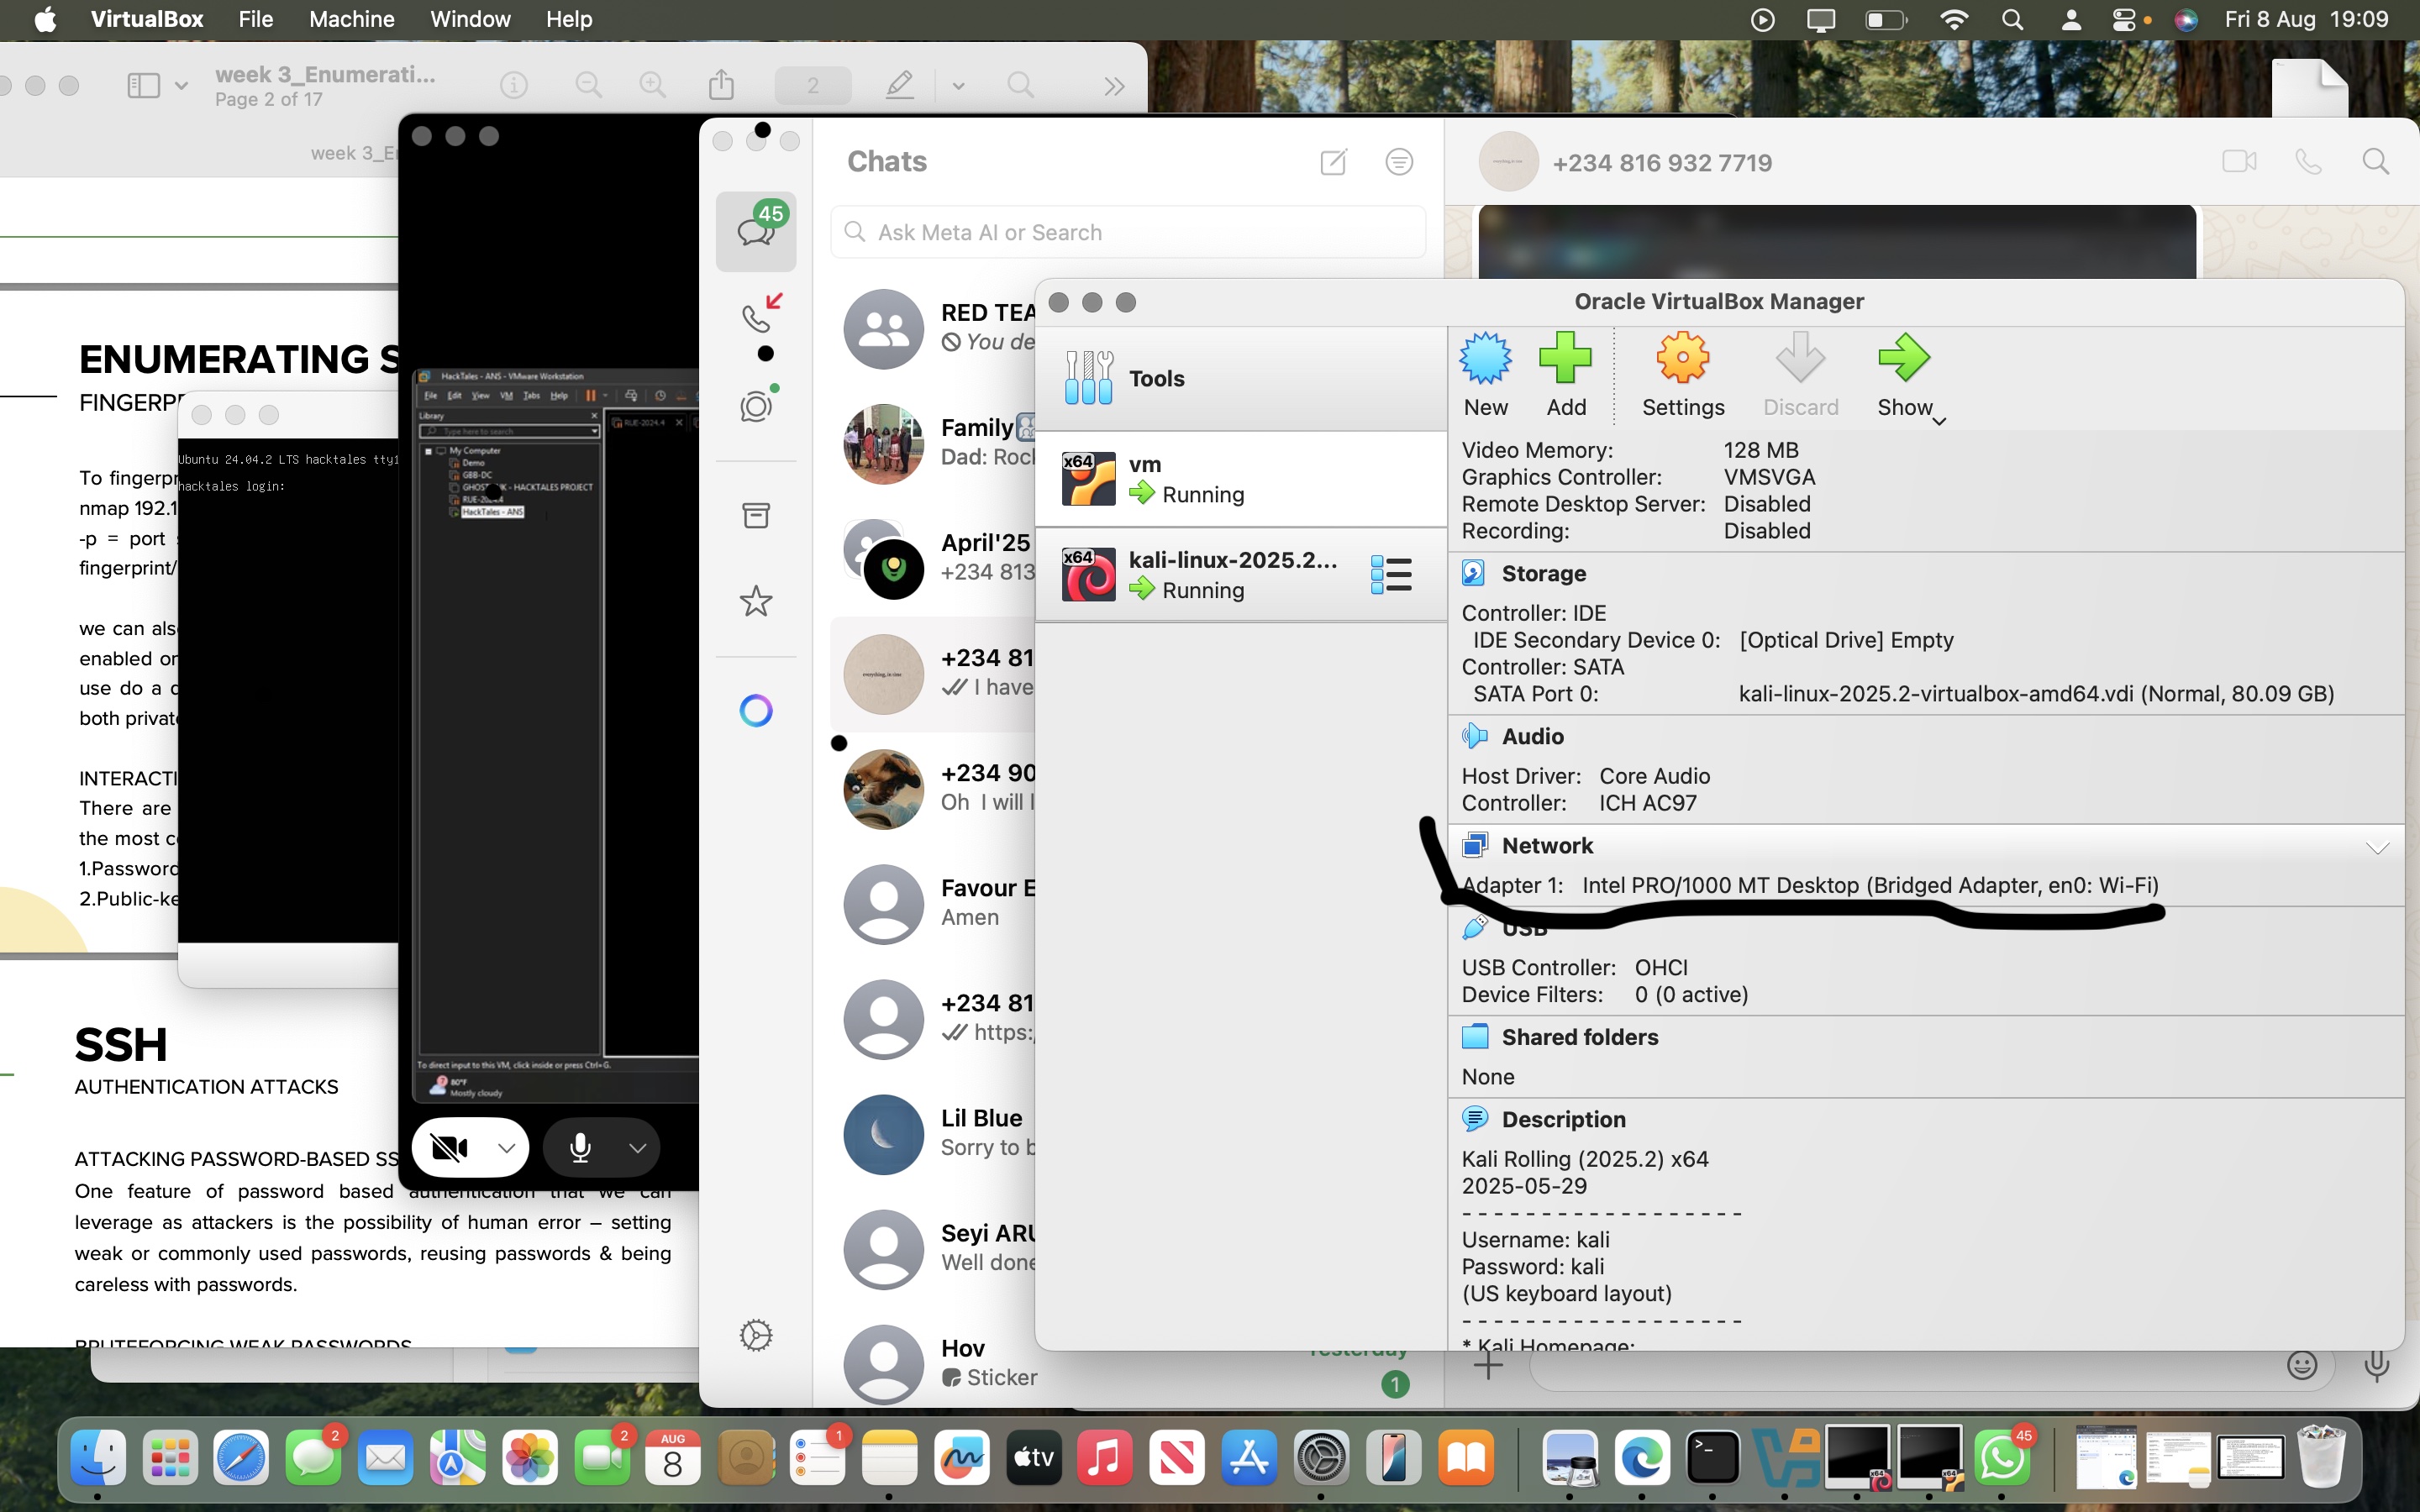 VirtualBox File Machine Window Help
Fri 8 Aug 19:09
week 3_Enumerati...
Page 2 of 17
2
week 3_E
ENUMERATING S
FINGERP
To fingerp
nmap 192.1
-p = port
fingerprint/
we can als
enabled or
use do a
both privat
INTERACTI
There are
the most c
1.Password
2.Public-ke
SSH
AUTHENTICATION ATTACKS
ATTACKING PASSWORD-BASED SS
One feature of password based authentication that we can
leverage as attackers is the possibility of human error – setting
weak or commonly used passwords, reusing passwords & being
careless with passwords.
BRUTEFORCING WEAK PASSWORDS
Ubuntu 24.04.2 LTS hacktales tty1
hacktales login:
HackTales - ANS - VMware Workstation
File Edit View VM Tabs Help
Library
Type here to search
RUE-2024.4
My Computer
Demo
GBB-DC
HACKTALES PROJECT
HackTales - ANS
To direct input to this VM, click inside or press Ctrl+G.
80°F
Mostly cloudy
45
Chats
Ask Meta AI or Search
RED TEA
You de
Family
Dad: Rocl
April'25
+234 813
+234 81
I have
+234 90
Oh I will l
Favour E
Amen
+234 81
https:/
Lil Blue
Sorry to b
Seyi ARU
Well done
Hov
Sticker
Yesterday
1
+234 816 932 7719
everything, in time.
Oracle VirtualBox Manager
Tools
New Add Settings Discard Show
x64 vm
Running
x64 kali-linux-2025.2...
Running
Video Memory: 128 MB
Graphics Controller: VMSVGA
Remote Desktop Server: Disabled
Recording: Disabled
Storage
Controller: IDE
IDE Secondary Device 0: [Optical Drive] Empty
Controller: SATA
SATA Port 0: kali-linux-2025.2-virtualbox-amd64.vdi (Normal, 80.09 GB)
Audio
Host Driver: Core Audio
Controller: ICH AC97
Network
Adapter 1: Intel PRO/1000 MT Desktop (Bridged Adapter, en0: Wi-Fi)
USB
USB Controller: OHCI
Device Filters: 0 (0 active)
Shared folders
None
Description
Kali Rolling (2025.2) x64
2025-05-29
- - - - - - - - - - - - - - - - -
Username: kali
Password: kali
(US keyboard layout)
- - - - - - - - - - - - - - - - -
* Kali Homepage:
2
2
AUG
8
1
tv
45